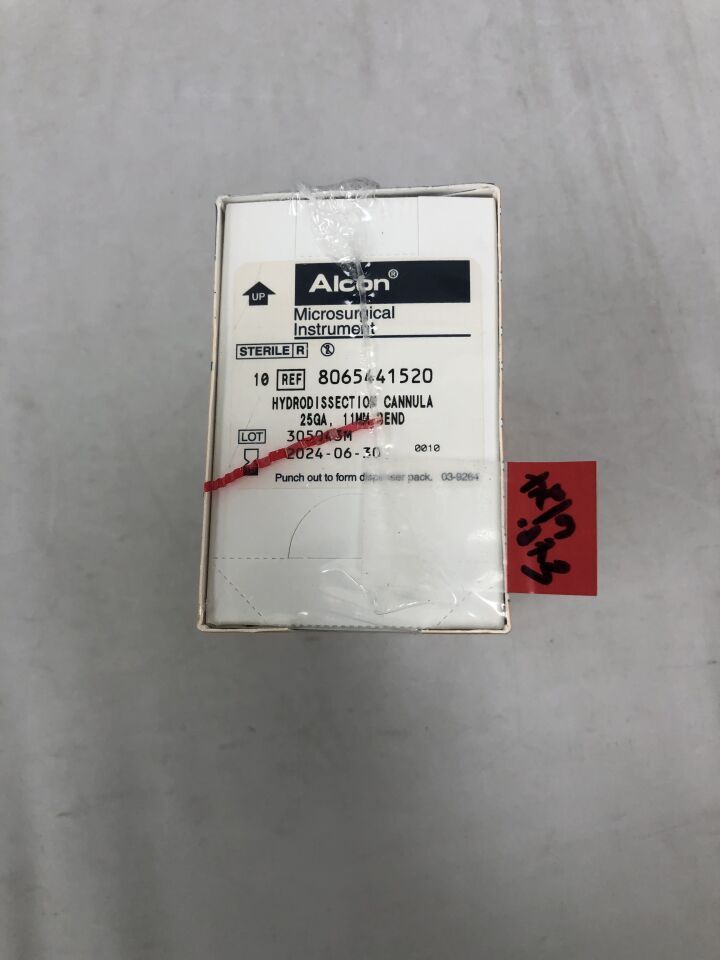 UP
Alcon®
Microsurgical
Instrument
STERILE R
10 REF 8065441520
HYDRODISSECTION CANNULA
25GA, 11MM BEND
LOT 305043M
2024-06-30 0010
Punch out to form dispenser pack. 03-9264